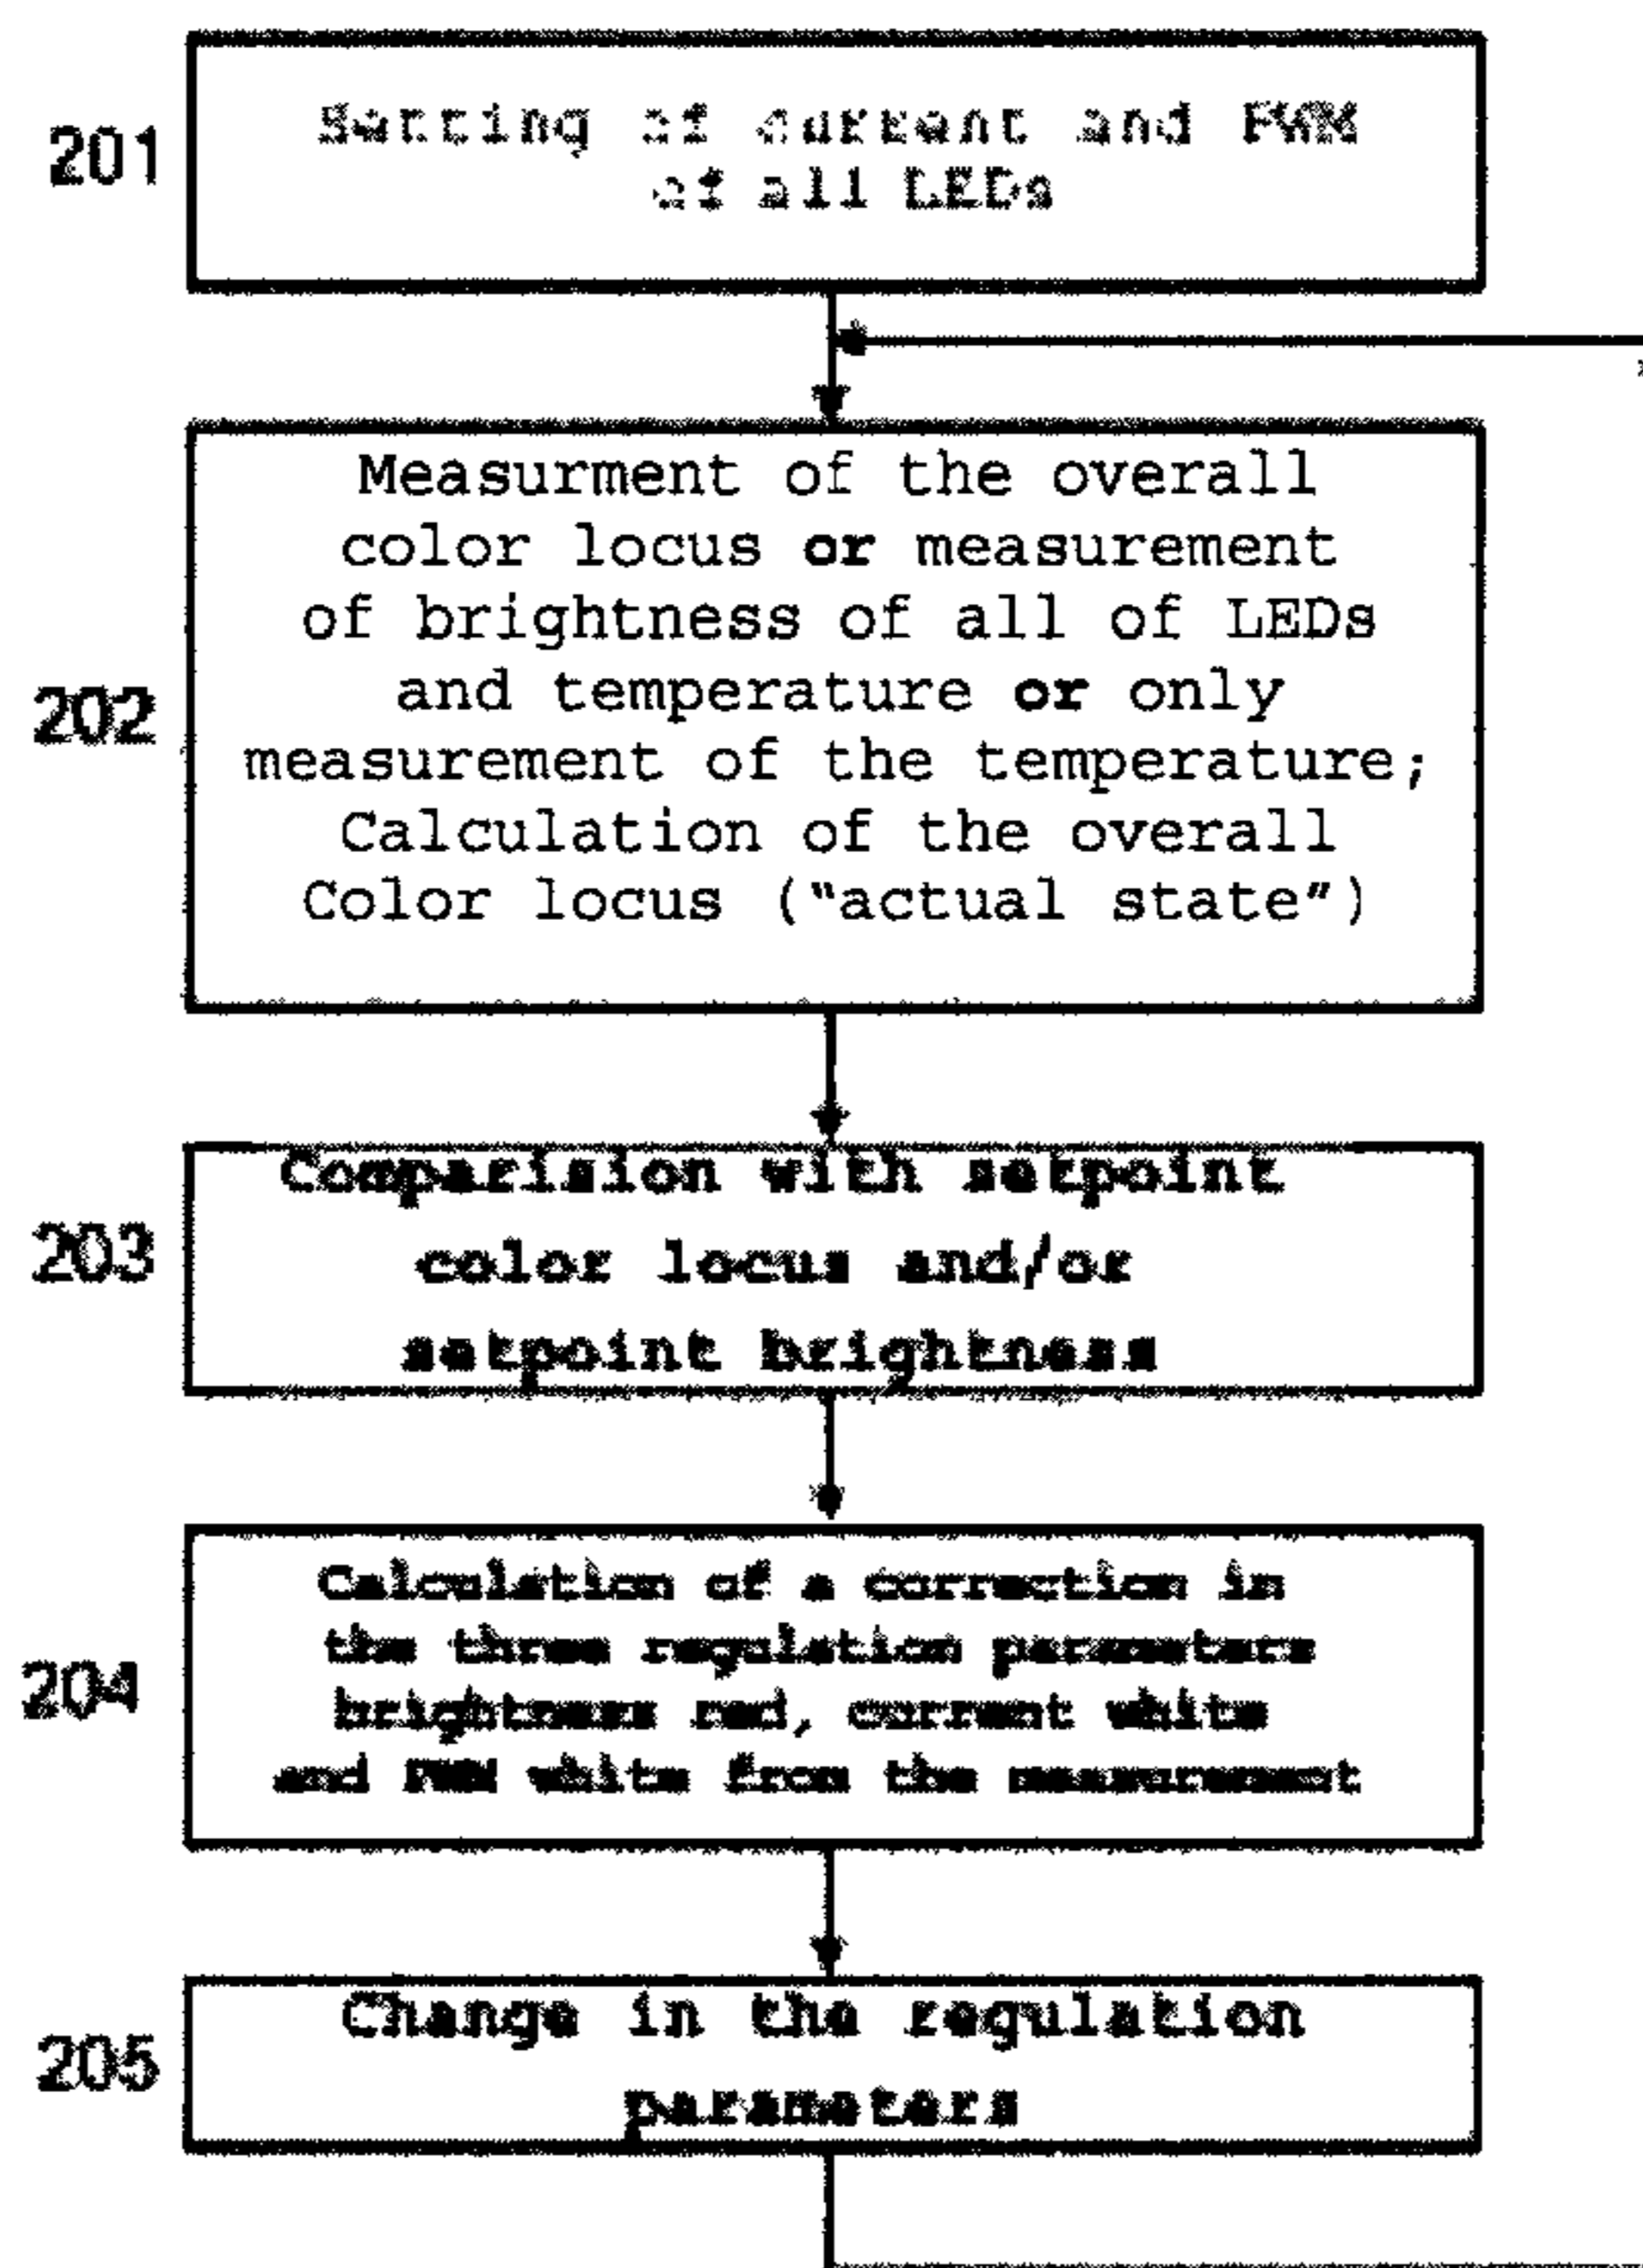 201
Setting of current and PWM
of all LEDs
202
Measurment of the overall
color locus or measurement
of brightness of all of LEDs
and temperature or only
measurement of the temperature;
Calculation of the overall
Color locus ("actual state")
203
Comparision with setpoint
color locus and/or
setpoint brightness
204
Calculation of a correction in
the three regulation parameters
brightness red, current white
and PWM white from the measurement
205
Change in the regulation
parameters